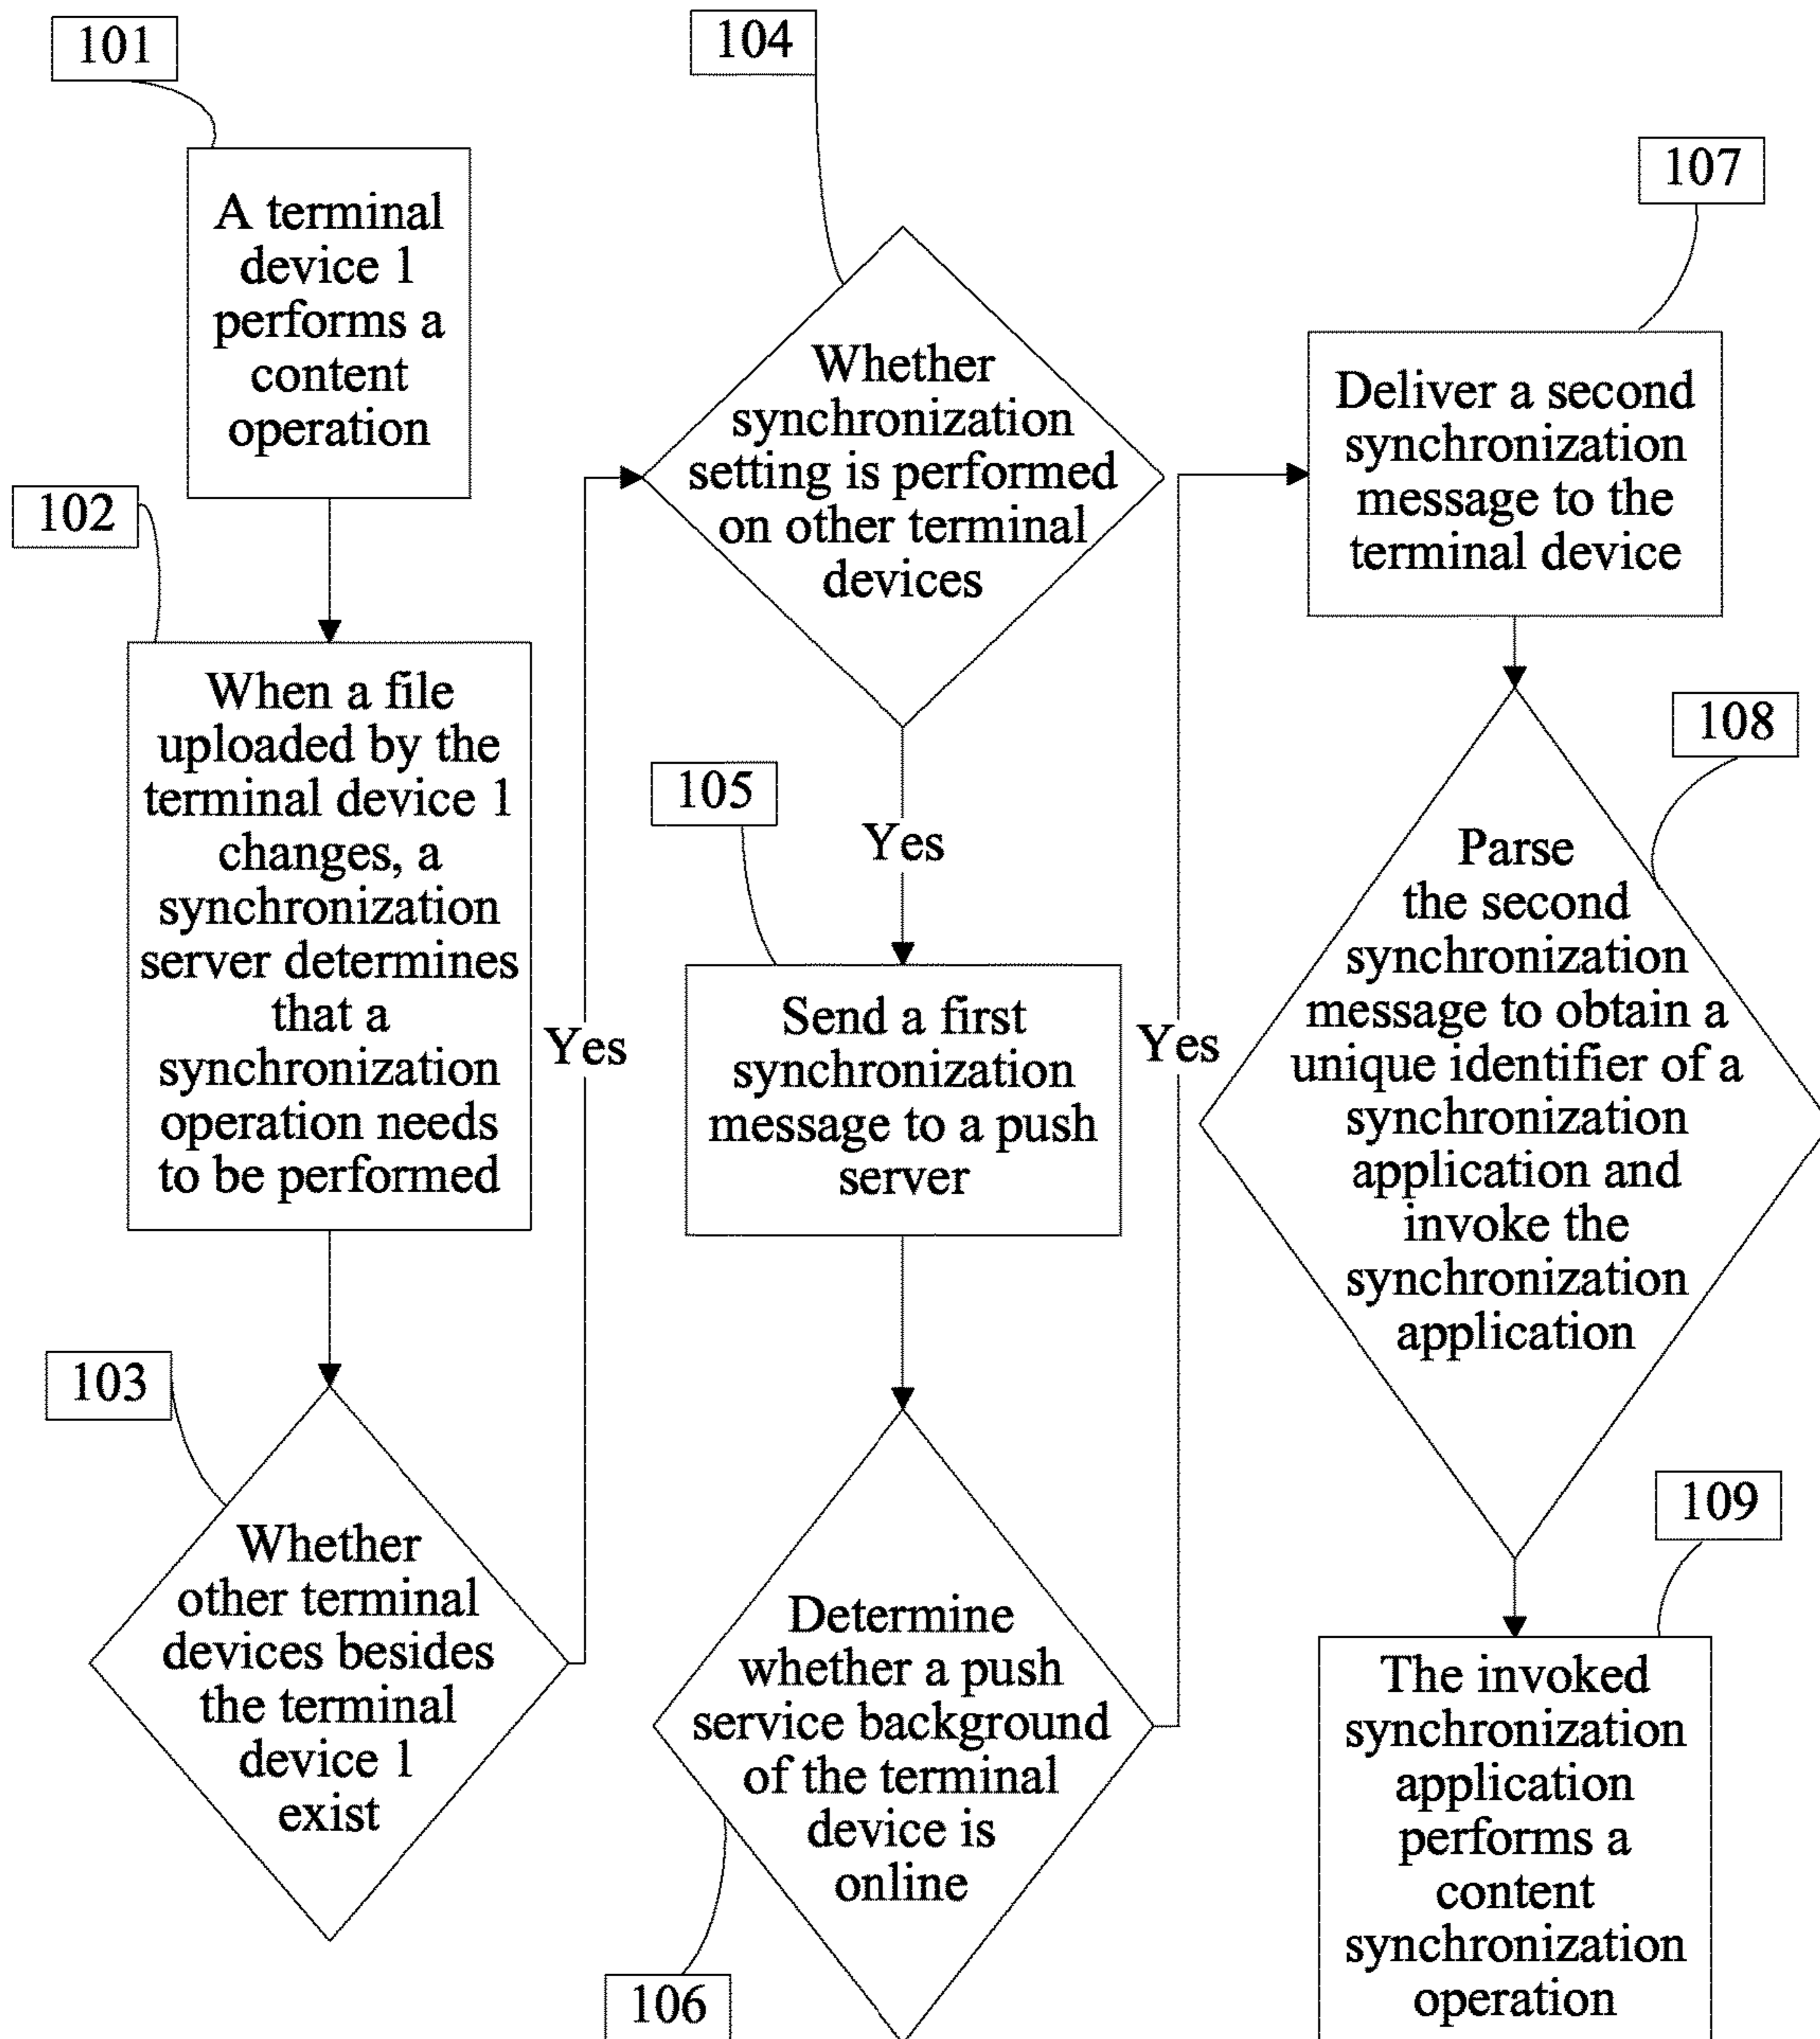 101
A terminal
device 1
performs a
content
operation
102
When a file
uploaded by the
terminal device 1
changes, a
synchronization
server determines
that a
synchronization
operation needs
to be performed
103
Whether
other terminal
devices besides
the terminal
device 1
exist
Yes
104
Whether
synchronization
setting is performed
on other terminal
devices
Yes
105
Send a first
synchronization
message to a push
server
106
Determine
whether a push
service background
of the terminal
device is
online
Yes
107
Deliver a second
synchronization
message to the
terminal device
108
Parse
the second
synchronization
message to obtain a
unique identifier of a
synchronization
application and
invoke the
synchronization
application
109
The invoked
synchronization
application
performs a
content
synchronization
operation